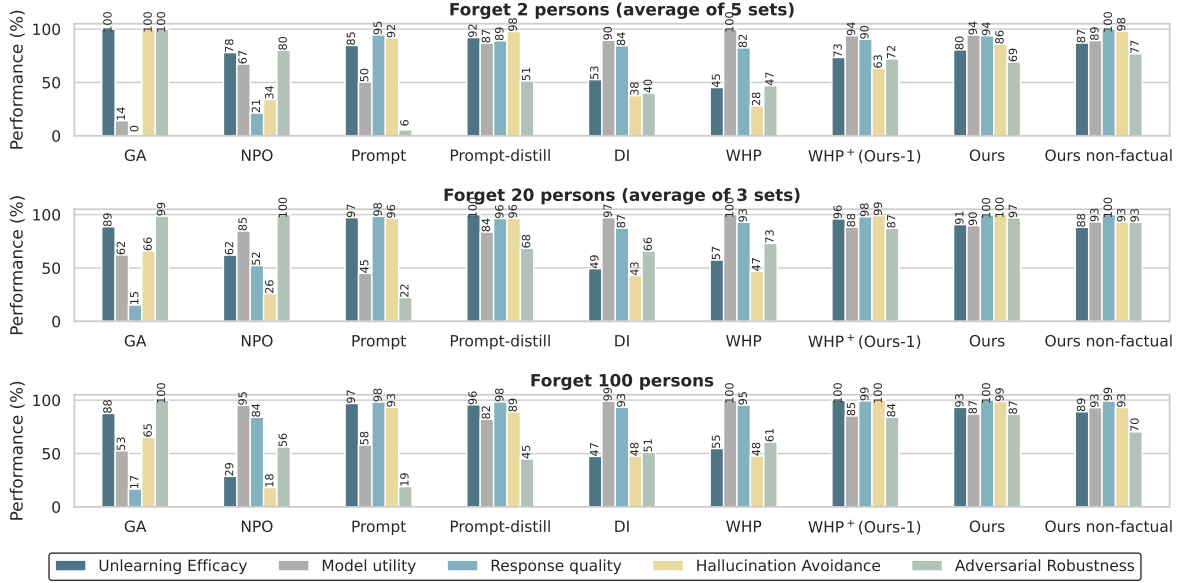 Forget 2 persons (average of 5 sets)
Performance (%)
100
50
0
100 14 0 100 100
78 67 21 34 80
85 50 95 92 6
92 87 89 98 51
53 90 84 38 40
45 100 82 28 47
73 94 90 63 72
80 94 94 86 69
87 89 100 98 77
GA NPO Prompt Prompt-distill DI WHP WHP+(Ours-1) Ours Ours non-factual
Forget 20 persons (average of 3 sets)
Performance (%)
100
50
0
89 62 15 66 99
62 85 52 26 100
97 45 98 96 22
100 84 96 96 68
49 97 87 43 66
57 100 93 47 73
96 88 98 99 87
91 90 100 100 97
88 93 100 93 93
GA NPO Prompt Prompt-distill DI WHP WHP+(Ours-1) Ours Ours non-factual
Forget 100 persons
Performance (%)
100
50
0
88 53 17 65 100
29 95 84 18 56
97 58 98 93 19
96 82 98 89 45
47 99 93 48 51
55 100 95 48 61
100 85 99 100 84
93 87 100 99 87
89 93 99 93 70
GA NPO Prompt Prompt-distill DI WHP WHP+(Ours-1) Ours Ours non-factual
Unlearning Efficacy Model utility Response quality Hallucination Avoidance Adversarial Robustness